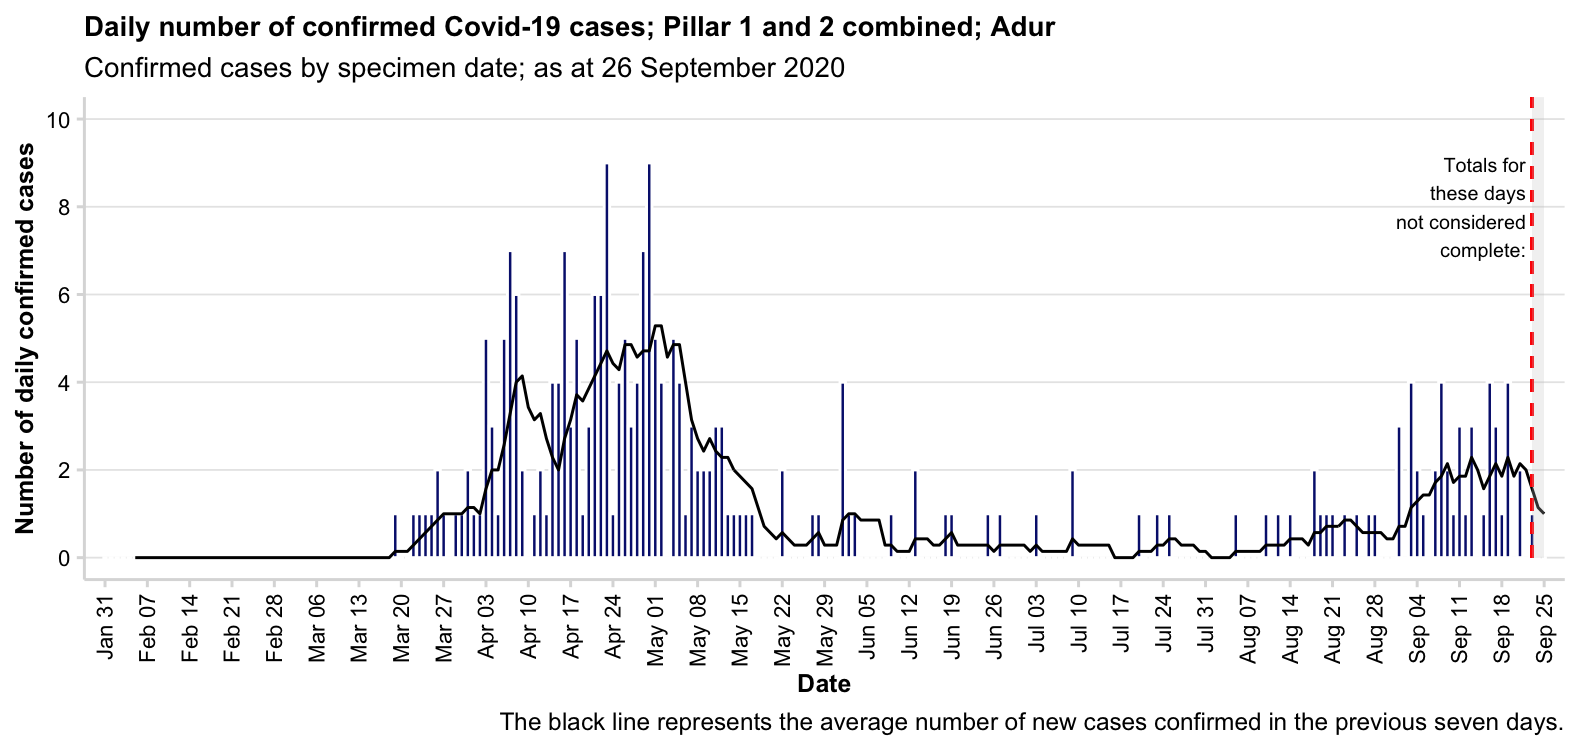 Daily number of confirmed Covid-19 cases; Pillar 1 and 2 combined; Adur
Confirmed cases by specimen date; as at 26 September 2020
Number of daily confirmed cases
10
8
6
4
2
0
Totals for
these days
not considered
complete:
Jan 31
Feb 07
Feb 14
Feb 21
Feb 28
Mar 06
Mar 13
Mar 20
Mar 27
Apr 03
Apr 10
Apr 17
Apr 24
May 01
May 08
May 15
May 22
May 29
Jun 05
Jun 12
Jun 19
Jun 26
Jul 03
Jul 10
Jul 17
Jul 24
Jul 31
Aug 07
Aug 14
Aug 21
Aug 28
Sep 04
Sep 11
Sep 18
Sep 25
Date
The black line represents the average number of new cases confirmed in the previous seven days.